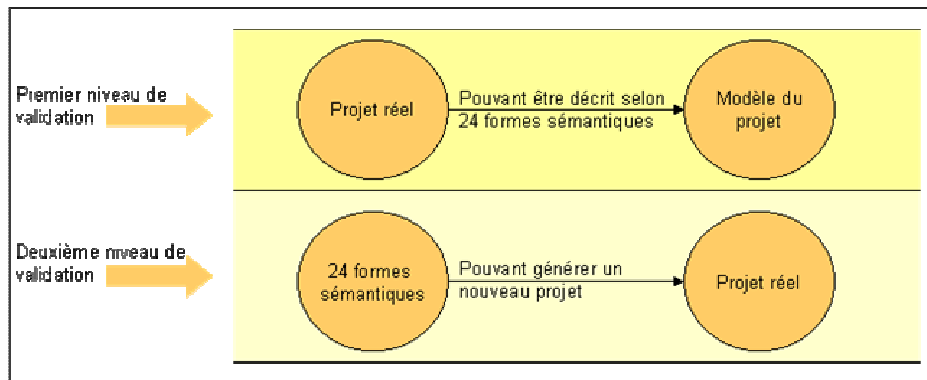 Premier niveau de
validation
Projet réel
Pouvant être décrit selon
24 formes sémantiques
Modèle du
projet
Deuxième niveau de
validation
24 formes
sémantiques
Pouvant générer un
nouveau projet
Projet réel